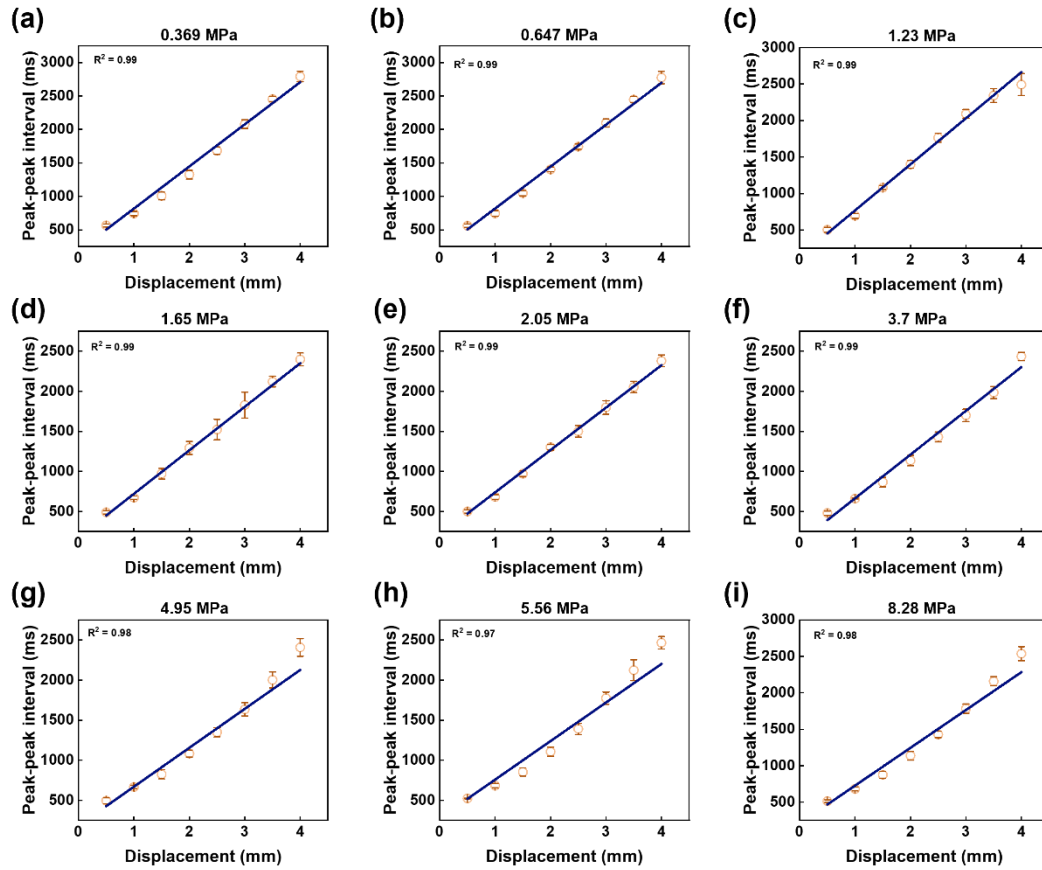 (a)
0.369 MPa
R² = 0.99
3000
2500
2000
1500
1000
500
0 1 2 3 4
Peak-peak interval (ms)
Displacement (mm)
(b)
0.647 MPa
R² = 0.99
3000
2500
2000
1500
1000
500
0 1 2 3 4
Peak-peak interval (ms)
Displacement (mm)
(c)
1.23 MPa
R² = 0.99
3000
2500
2000
1500
1000
500
0 1 2 3 4
Peak-peak interval (ms)
Displacement (mm)
(d)
1.65 MPa
R² = 0.99
2500
2000
1500
1000
500
0 1 2 3 4
Peak-peak interval (ms)
Displacement (mm)
(e)
2.05 MPa
R² = 0.99
2500
2000
1500
1000
500
0 1 2 3 4
Peak-peak interval (ms)
Displacement (mm)
(f)
3.7 MPa
R² = 0.99
2500
2000
1500
1000
500
0 1 2 3 4
Peak-peak interval (ms)
Displacement (mm)
(g)
4.95 MPa
R² = 0.98
2500
2000
1500
1000
500
0 1 2 3 4
Peak-peak interval (ms)
Displacement (mm)
(h)
5.56 MPa
R² = 0.97
2500
2000
1500
1000
500
0 1 2 3 4
Peak-peak interval (ms)
Displacement (mm)
(i)
8.28 MPa
R² = 0.98
3000
2500
2000
1500
1000
500
0 1 2 3 4
Peak-peak interval (ms)
Displacement (mm)